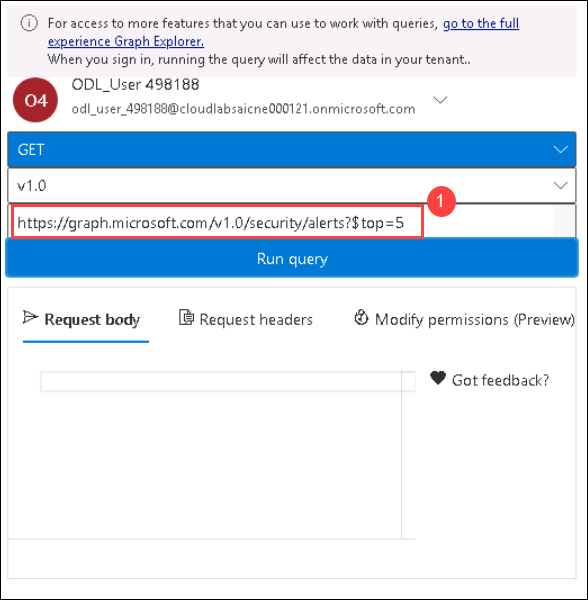 For access to more features that you can use to work with queries, go to the full
experience Graph Explorer.
When you sign in, running the query will affect the data in your tenant..
O4
ODL_User 498188
odl_user_498188@cloudlabsaicne000121.onmicrosoft.com
GET
v1.0
1
https://graph.microsoft.com/v1.0/security/alerts?$top=5
Run query
Request body Request headers Modify permissions (Preview)
Got feedback?